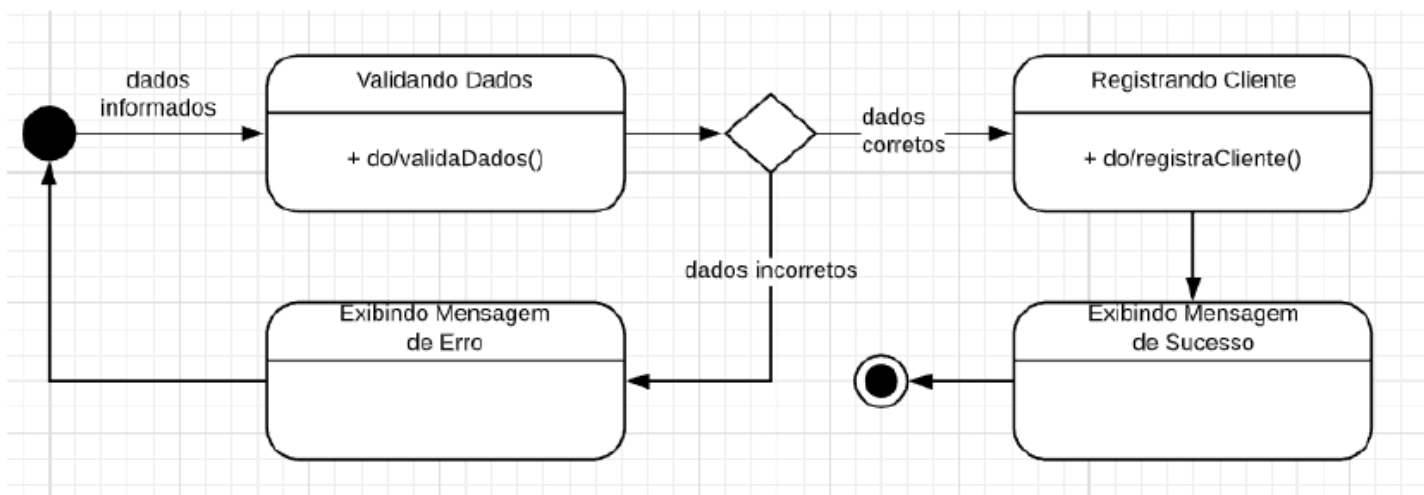 dados
informados
Validando Dados
+ do/validaDados()
dados
corretos
Registrando Cliente
+ do/registraCliente()
dados incorretos
Exibindo Mensagem
de Erro
Exibindo Mensagem
de Sucesso